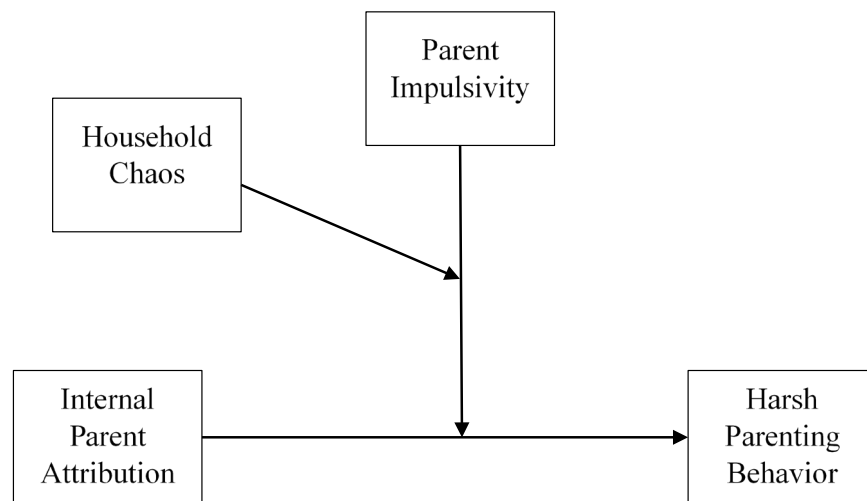 Parent
Impulsivity
Household
Chaos
Internal
Parent
Attribution
Harsh
Parenting
Behavior